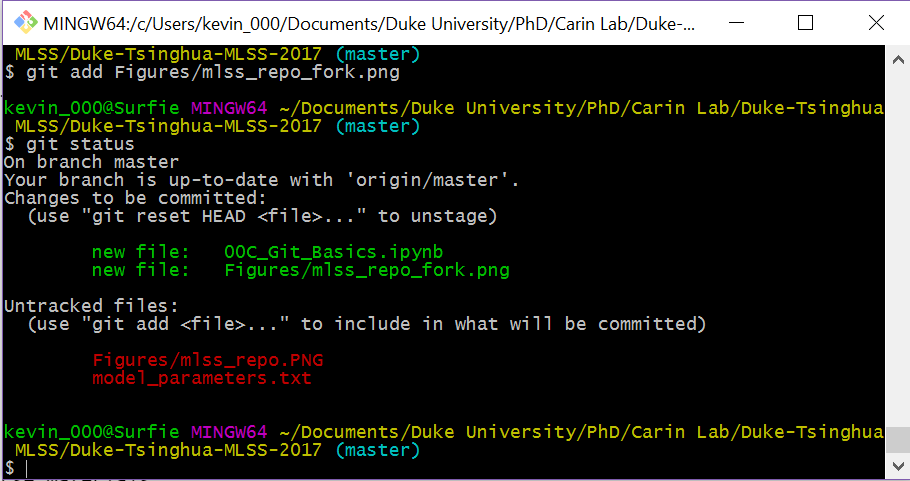 MINGW64:/c/Users/kevin_000/Documents/Duke University/PhD/Carin Lab/Duke-...
MLSS/Duke-Tsinghua-MLSS-2017 (master)
$ git add Figures/mlss_repo_fork.png
kevin_000@Surfie MINGW64 ~/Documents/Duke University/PhD/Carin Lab/Duke-Tsinghua
MLSS/Duke-Tsinghua-MLSS-2017 (master)
$ git status
On branch master
Your branch is up-to-date with 'origin/master'.
Changes to be committed:
(use "git reset HEAD <file>..." to unstage)
new file: 00C_Git_Basics.ipynb
new file: Figures/mlss_repo_fork.png
Untracked files:
(use "git add <file>..." to include in what will be committed)
Figures/mlss_repo.PNG
model_parameters.txt
kevin_000@Surfie MINGW64 ~/Documents/Duke University/PhD/Carin Lab/Duke-Tsinghua
MLSS/Duke-Tsinghua-MLSS-2017 (master)
$